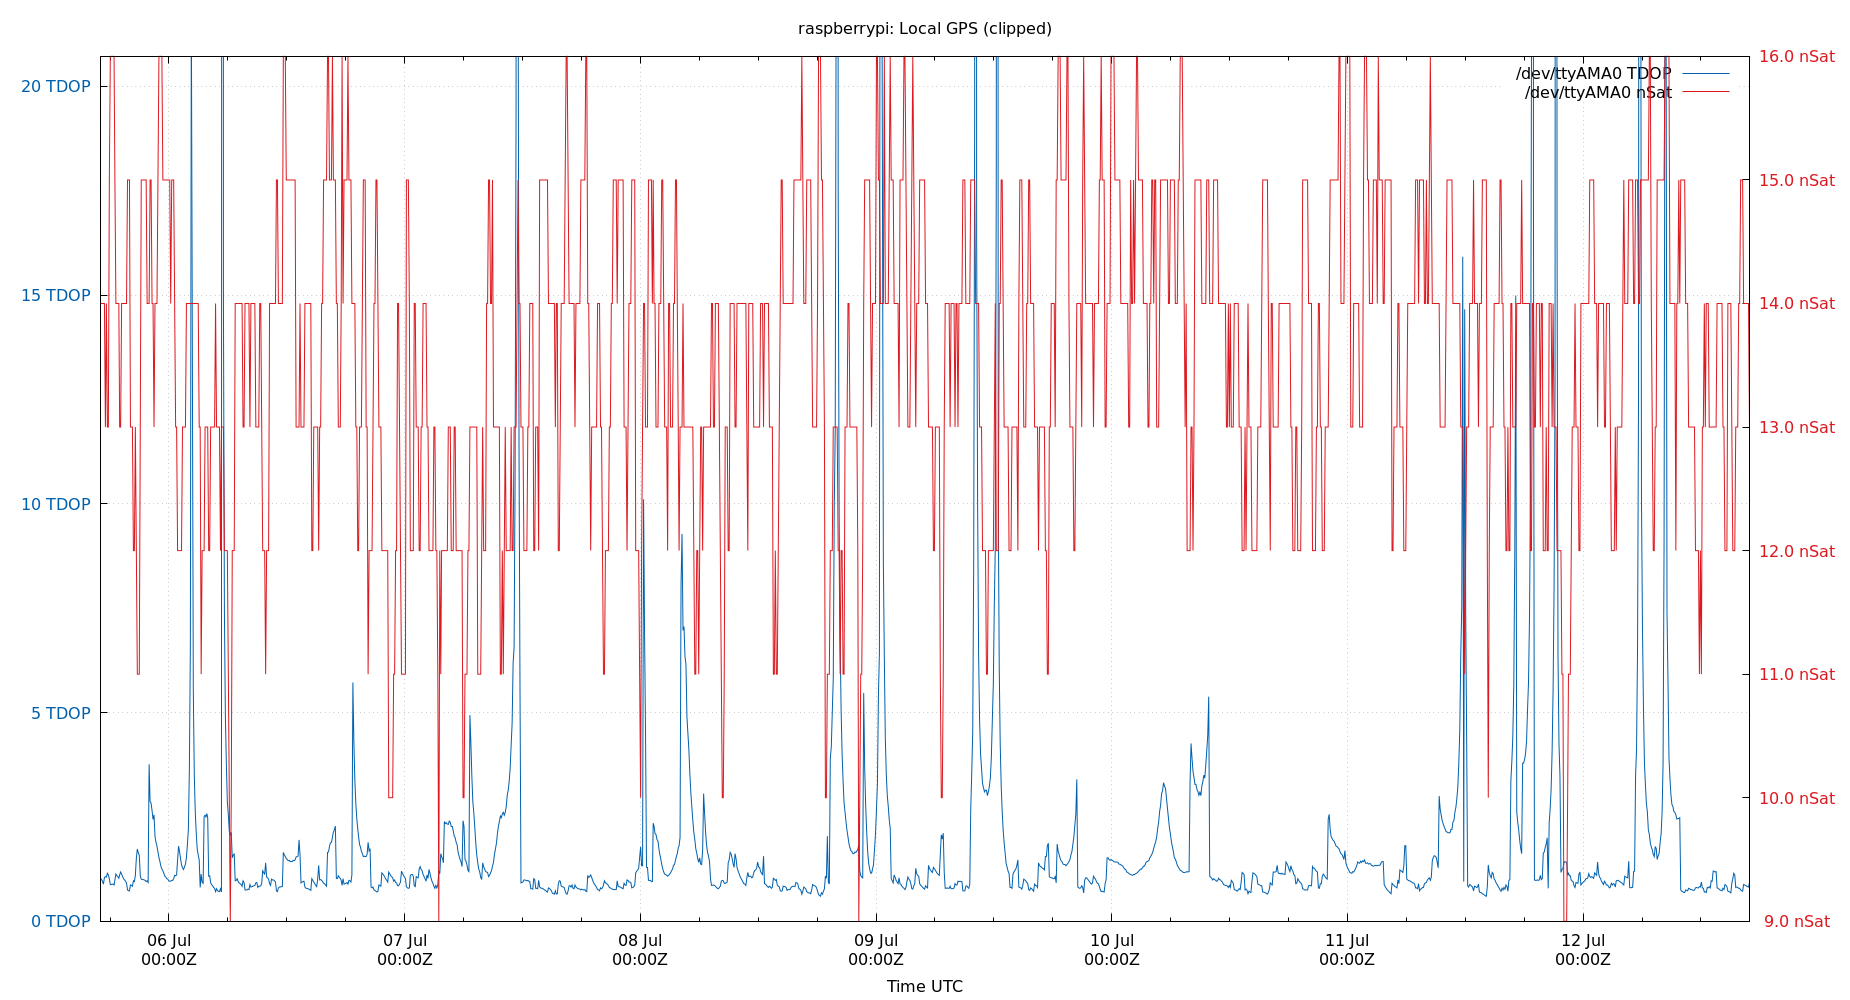 raspberrypi: Local GPS (clipped)
20 TDOP
15 TDOP
10 TDOP
5 TDOP
0 TDOP
16.0 nSat
15.0 nSat
14.0 nSat
13.0 nSat
12.0 nSat
11.0 nSat
10.0 nSat
9.0 nSat
/dev/ttyAMA0 TDOP
/dev/ttyAMA0 nSat
06 Jul
00:00Z
07 Jul
00:00Z
08 Jul
00:00Z
09 Jul
00:00Z
10 Jul
00:00Z
11 Jul
00:00Z
12 Jul
00:00Z
Time UTC